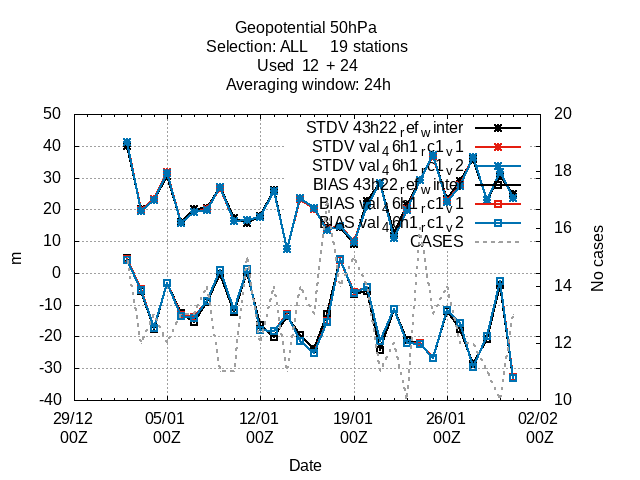 Geopotential 50hPa
Selection: ALL 19 stations
Used 12 + 24
Averaging window: 24h
50
40
30
20
10
0
-10
-20
-30
-40
m
20
18
16
14
12
10
No cases
STDV 43h22_ref_winter
STDV val_46h1_rc1_v1
STDV val_46h1_rc1_v2
BIAS 43h22_ref_winter
BIAS val_46h1_rc1_v1
BIAS val_46h1_rc1_v2
CASES
29/12 05/01 12/01 19/01 26/01 02/02
00Z 00Z 00Z 00Z 00Z 00Z
Date